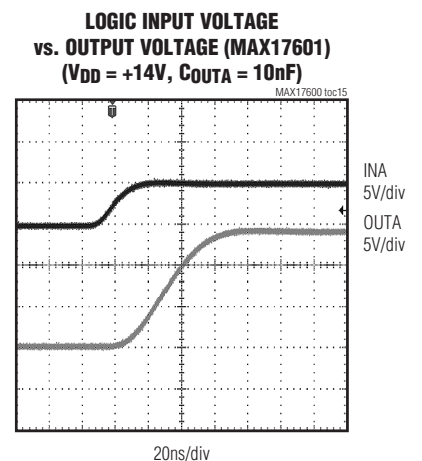 LOGIC INPUT VOLTAGE
vs. OUTPUT VOLTAGE (MAX17601)
(VDD = +14V, COUTA = 10nF)
MAX17600 toc15
INA
5V/div
OUTA
5V/div
20ns/div